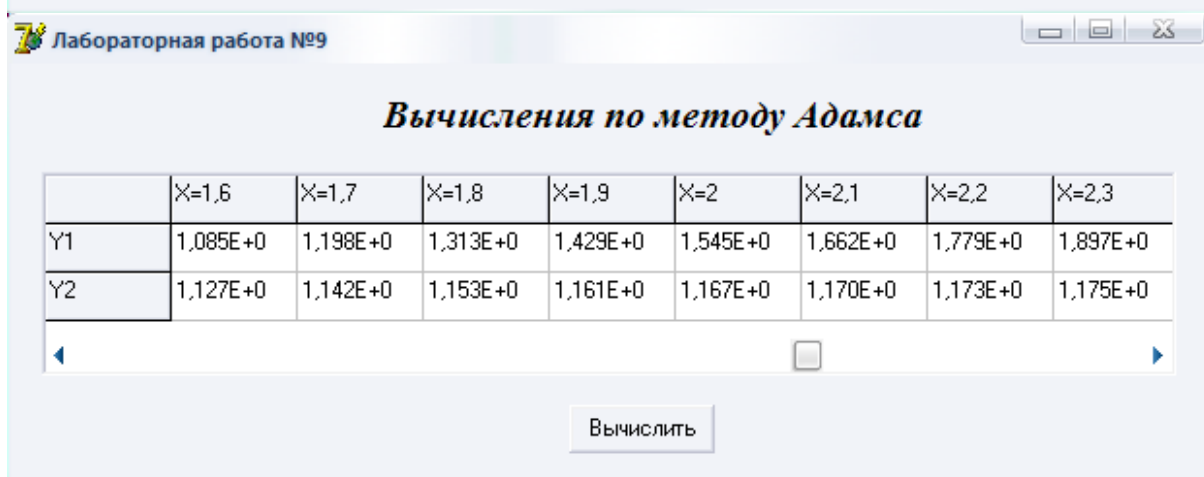 Лабораторная работа №9
Вычисления по методу Адамса
X=1,6 X=1,7 X=1,8 X=1,9 X=2 X=2,1 X=2,2 X=2,3
Y1 1,085E+0 1,198E+0 1,313E+0 1,429E+0 1,545E+0 1,662E+0 1,779E+0 1,897E+0
Y2 1,127E+0 1,142E+0 1,153E+0 1,161E+0 1,167E+0 1,170E+0 1,173E+0 1,175E+0
Вычислить